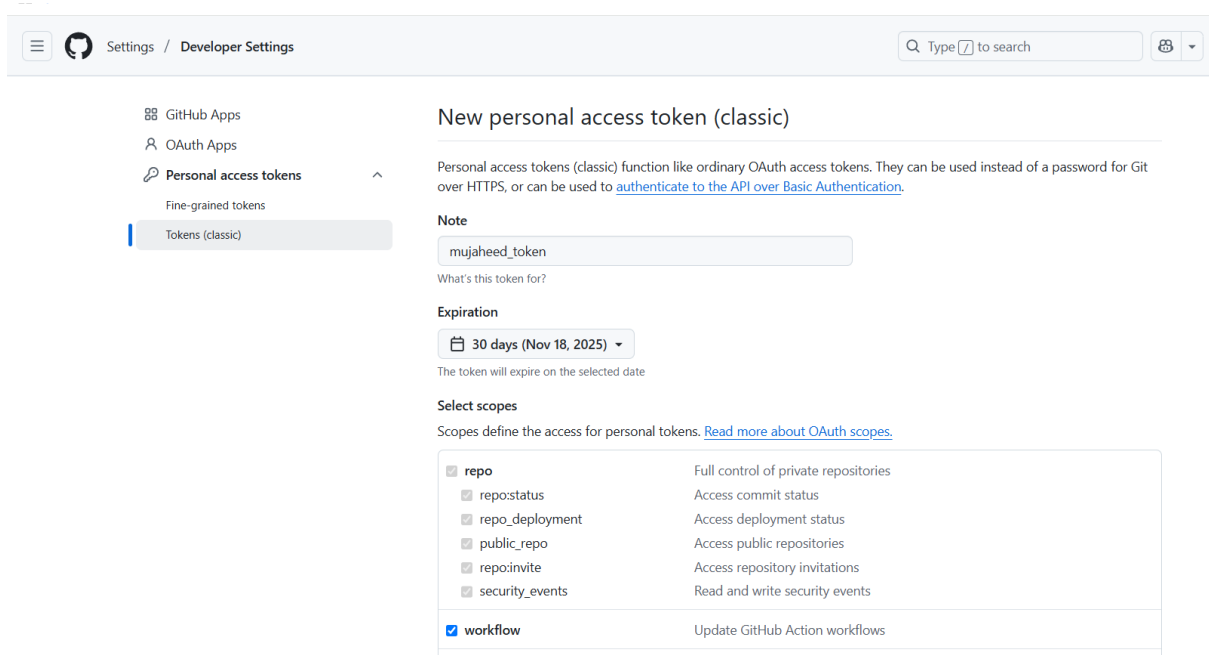 Settings / Developer Settings
Type / to search
GitHub Apps
OAuth Apps
Personal access tokens
Fine-grained tokens
Tokens (classic)
New personal access token (classic)
Personal access tokens (classic) function like ordinary OAuth access tokens. They can be used instead of a password for Git
over HTTPS, or can be used to authenticate to the API over Basic Authentication.
Note
mujaheed_token
What's this token for?
Expiration
30 days (Nov 18, 2025)
The token will expire on the selected date
Select scopes
Scopes define the access for personal tokens. Read more about OAuth scopes.
repo Full control of private repositories
repo:status Access commit status
repo_deployment Access deployment status
public_repo Access public repositories
repo:invite Access repository invitations
security_events Read and write security events
workflow Update GitHub Action workflows